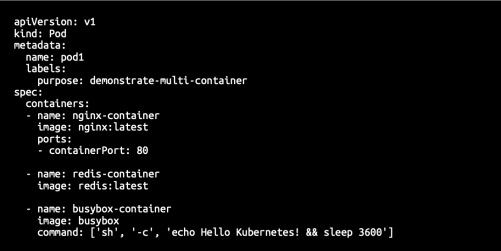 apiVersion: v1
kind: Pod
metadata:
  name: pod1
  labels:
    purpose: demonstrate-multi-container
spec:
  containers:
  - name: nginx-container
    image: nginx:latest
    ports:
    - containerPort: 80

  - name: redis-container
    image: redis:latest

  - name: busybox-container
    image: busybox
    command: ['sh', '-c', 'echo Hello Kubernetes! && sleep 3600']